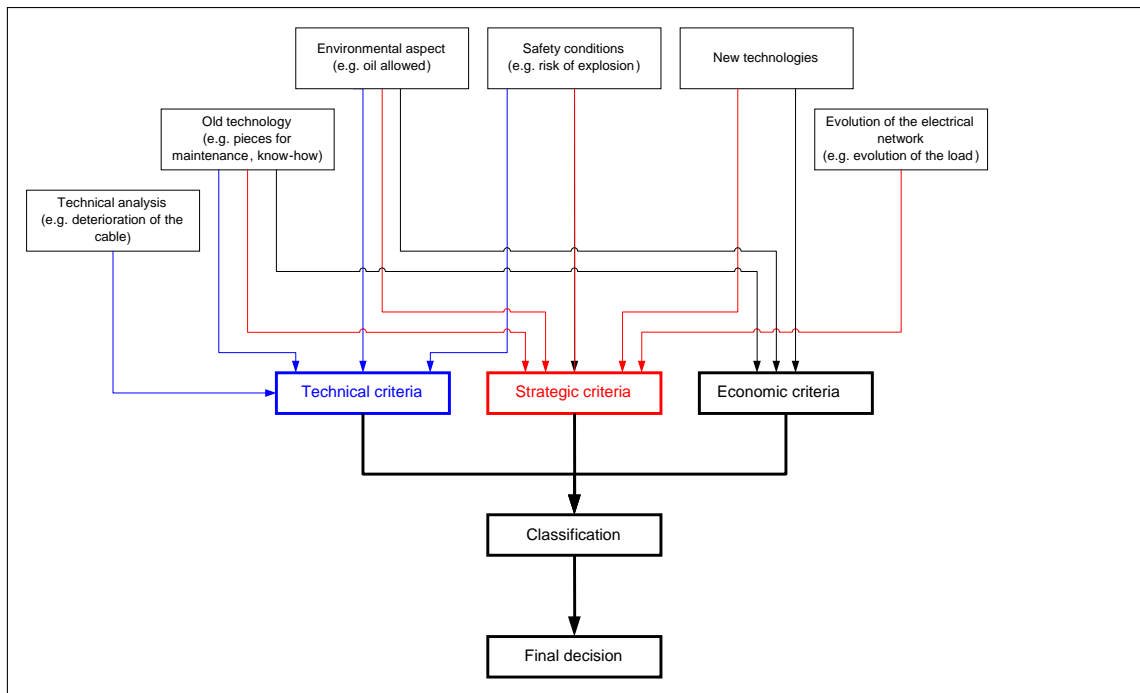 Environmental aspect
(e.g. oil allowed)
Safety conditions
(e.g. risk of explosion)
New technologies
Old technology
(e.g. pieces for
maintenance, know-how)
Evolution of the electrical
network
(e.g. evolution of the load)
Technical analysis
(e.g. deterioration of the
cable)
Technical criteria
Strategic criteria
Economic criteria
Classification
Final decision